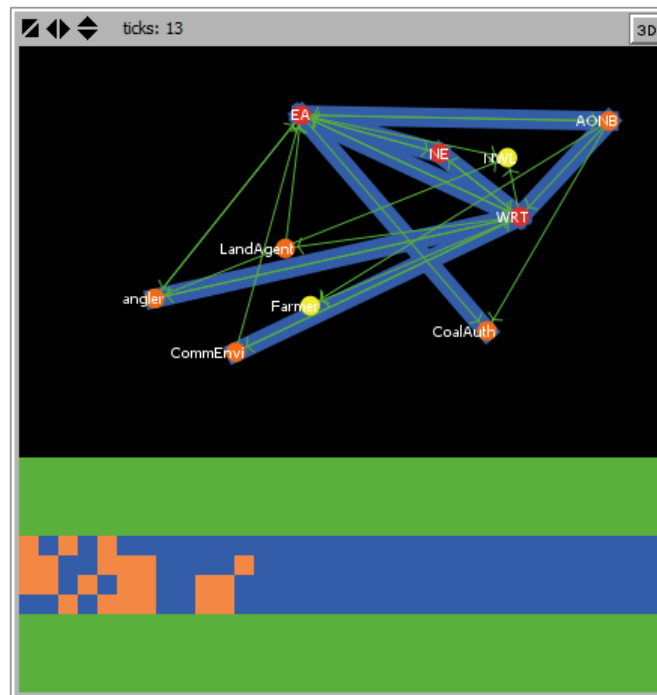 ticks: 13
3D
EA
AONB
NE
NWL
WRT
LandAgent
angler
Farmer
CoalAuth
CommEnvi